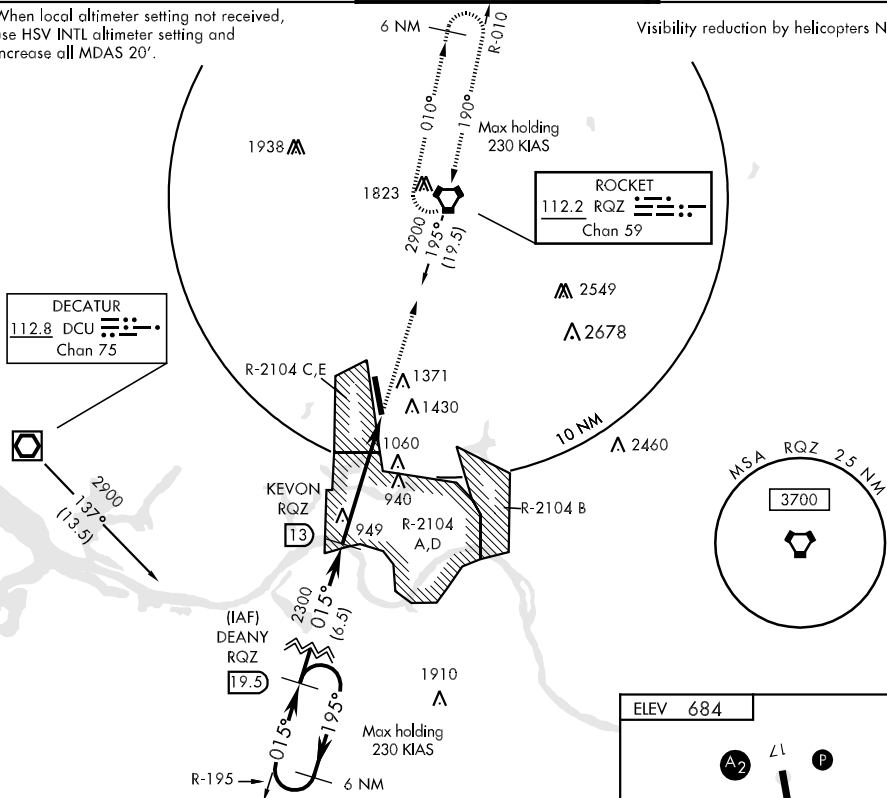 When local altimeter setting not received,
use HSV INTL altimeter setting and
increase all MDAS 20'.
Visibility reduction by helicopters N
6 NM
R-010
010°
190°
Max holding
230 KIAS
1938
1823
2900
195°
(19.5)
ROCKET
112.2 RQZ
Chan 59
2549
2678
DECATUR
112.8 DCU
Chan 75
R-2104 C,E
1371
1430
10 NM
2460
1060
940
KEVON
RQZ
13
949
R-2104
A,D
R-2104 B
2900
137°
(13.5)
MSA RQZ 25 NM
3700
2300
015°
(6.5)
(IAF)
DEANY
RQZ
19.5
1910
015°
195°
Max holding
230 KIAS
R-195
6 NM
ELEV 684
A2
17
P